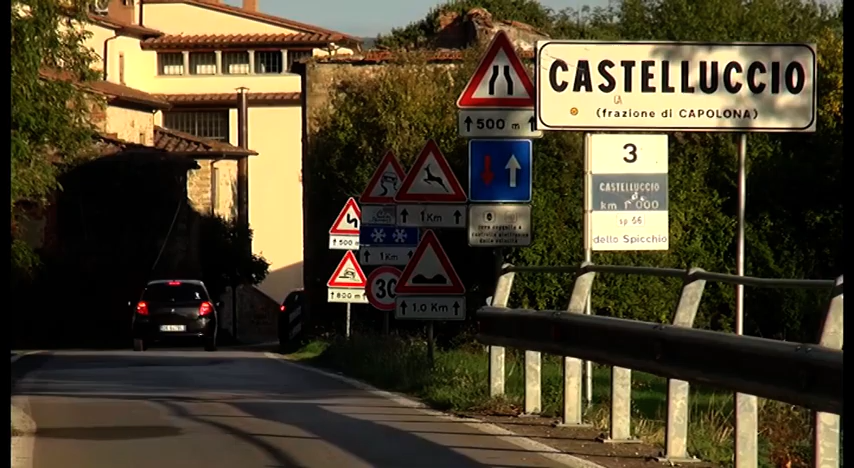 CASTELLUCCIO
LA
(frazione di CAPOLONA)
500 m
3
CASTELLUCCIO
km 1° 000
sp 56
dello Spicchio
1 Km
500
1 Km
30
800 m
1.0 Km